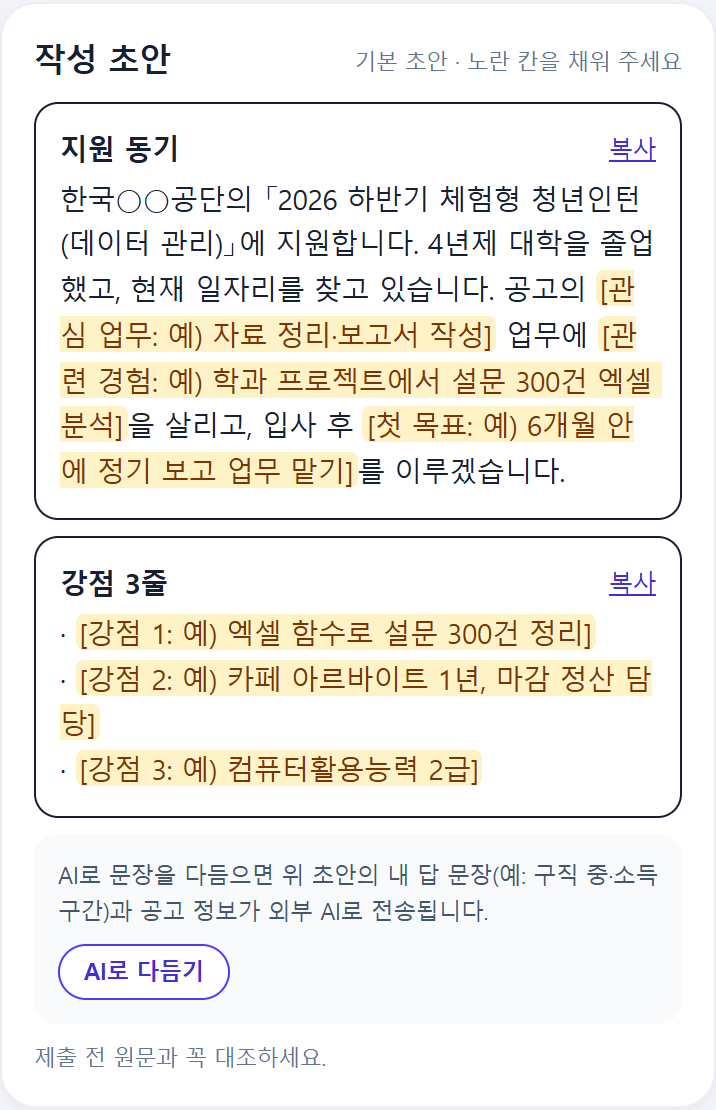 작성 초안
기본 초안 · 노란 칸을 채워 주세요
지원 동기
복사
한국○○공단의 「2026 하반기 체험형 청년인턴
(데이터 관리)」에 지원합니다. 4년제 대학을 졸업
했고, 현재 일자리를 찾고 있습니다. 공고의 [관
심 업무: 예) 자료 정리·보고서 작성] 업무에 [관
련 경험: 예) 학과 프로젝트에서 설문 300건 엑셀
분석]을 살리고, 입사 후 [첫 목표: 예) 6개월 안
에 정기 보고 업무 맡기]를 이루겠습니다.
강점 3줄
복사
· [강점 1: 예) 엑셀 함수로 설문 300건 정리]
· [강점 2: 예) 카페 아르바이트 1년, 마감 정산 담
당]
· [강점 3: 예) 컴퓨터활용능력 2급]
AI로 문장을 다듬으면 위 초안의 내 답 문장(예: 구직 중·소득
구간)과 공고 정보가 외부 AI로 전송됩니다.
AI로 다듬기
제출 전 원문과 꼭 대조하세요.